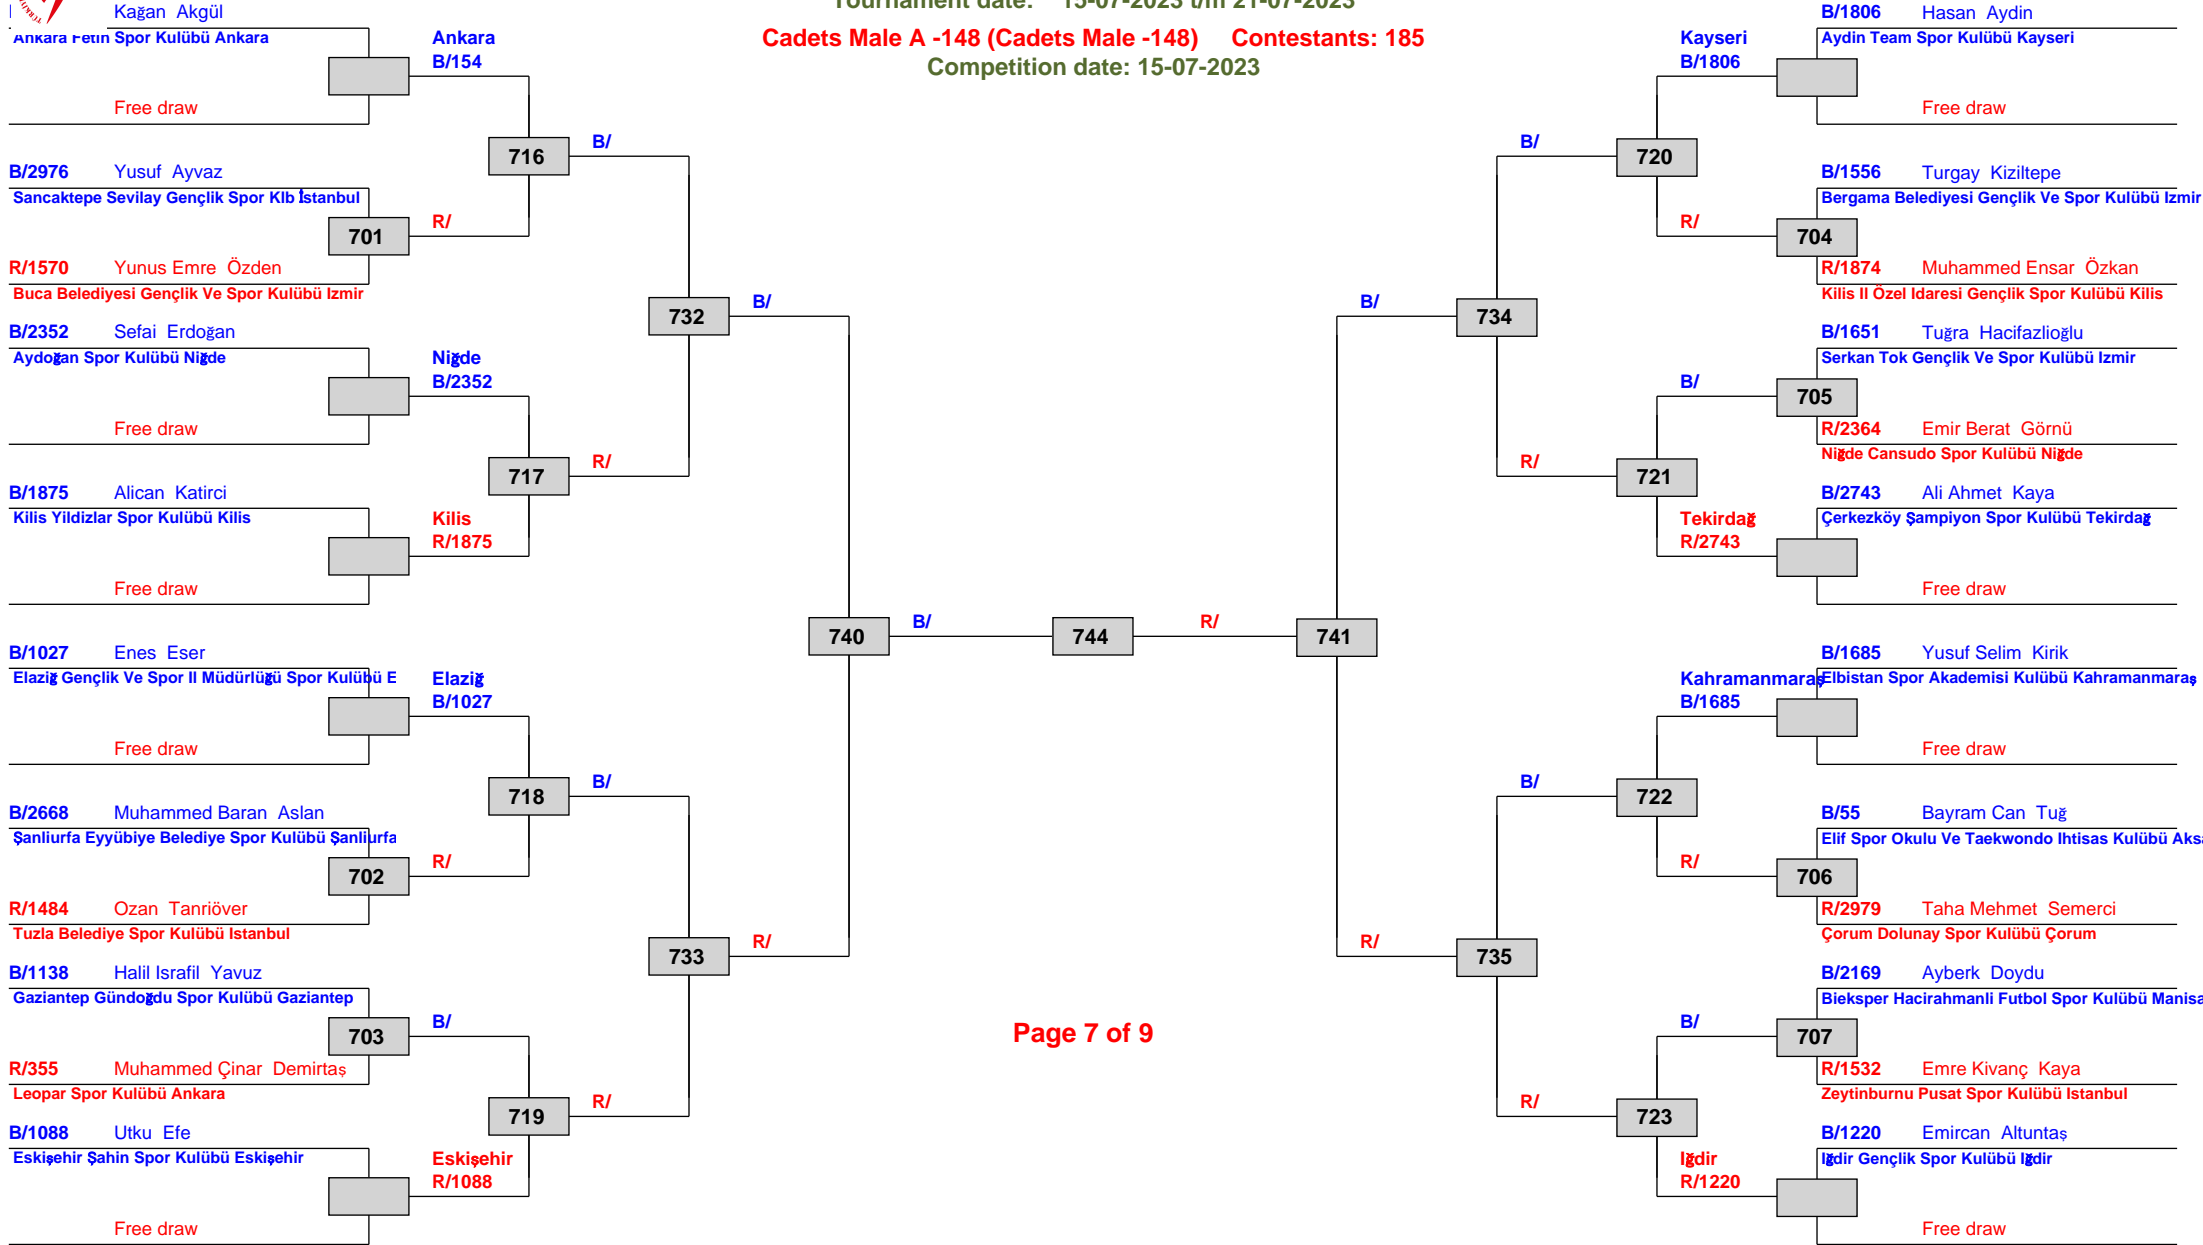 Tournament date: 15-07-2023 t/m 21-07-2023
Cadets Male A -148 (Cadets Male -148) Contestants: 185
Competition date: 15-07-2023
Kağan Akgül
Ankara Fetih Spor Kulübü Ankara
Free draw
Ankara
B/154
B/2976 Yusuf Ayvaz
Sancaktepe Sevilay Gençlik Spor Klb İstanbul
701
R/1570 Yunus Emre Özden
Buca Belediyesi Gençlik Ve Spor Kulübü Izmir
R/
716
B/
B/2352 Sefai Erdoğan
Aydoğan Spor Kulübü Niğde
Free draw
Niğde
B/2352
B/1875 Alican Katirci
Kilis Yildizlar Spor Kulübü Kilis
Free draw
Kilis
R/1875
717
R/
732
B/
B/1027 Enes Eser
Elaziğ Gençlik Ve Spor Il Müdürlüğü Spor Kulübü E
Free draw
Elaziğ
B/1027
B/2668 Muhammed Baran Aslan
Şanliurfa Eyyübiye Belediye Spor Kulübü Şanliurfa
702
R/1484 Ozan Tanriöver
Tuzla Belediye Spor Kulübü Istanbul
R/
718
B/
B/1138 Halil Israfil Yavuz
Gaziantep Gündoğdu Spor Kulübü Gaziantep
703
R/355 Muhammed Çinar Demirtaş
Leopar Spor Kulübü Ankara
B/
B/1088 Utku Efe
Eskişehir Şahin Spor Kulübü Eskişehir
Free draw
Eskişehir
R/1088
719
R/
733
R/
740
B/
744
R/
741
B/1806 Hasan Aydin
Aydin Team Spor Kulübü Kayseri
Free draw
Kayseri
B/1806
B/1556 Turgay Kiziltepe
Bergama Belediyesi Gençlik Ve Spor Kulübü Izmir
704
R/1874 Muhammed Ensar Özkan
Kilis Il Özel Idaresi Gençlik Spor Kulübü Kilis
R/
720
B/
B/1651 Tuğra Hacifazlioğlu
Serkan Tok Gençlik Ve Spor Kulübü Izmir
705
R/2364 Emir Berat Görnü
Niğde Cansudo Spor Kulübü Niğde
B/
B/2743 Ali Ahmet Kaya
Çerkezköy Şampiyon Spor Kulübü Tekirdağ
Free draw
Tekirdağ
R/2743
721
R/
734
B/
B/1685 Yusuf Selim Kirik
Elbistan Spor Akademisi Kulübü Kahramanmaraş
Free draw
Kahramanmaraş
B/1685
B/55 Bayram Can Tuğ
Elif Spor Okulu Ve Taekwondo Ihtisas Kulübü Aksa
706
R/2979 Taha Mehmet Semerci
Çorum Dolunay Spor Kulübü Çorum
R/
722
B/
B/2169 Ayberk Doydu
Bieksper Hacirahmanli Futbol Spor Kulübü Manisa
707
R/1532 Emre Kivanç Kaya
Zeytinburnu Pusat Spor Kulübü Istanbul
B/
B/1220 Emircan Altuntaş
Iğdir Gençlik Spor Kulübü Iğdir
Free draw
Iğdir
R/1220
723
R/
735
R/
Page 7 of 9